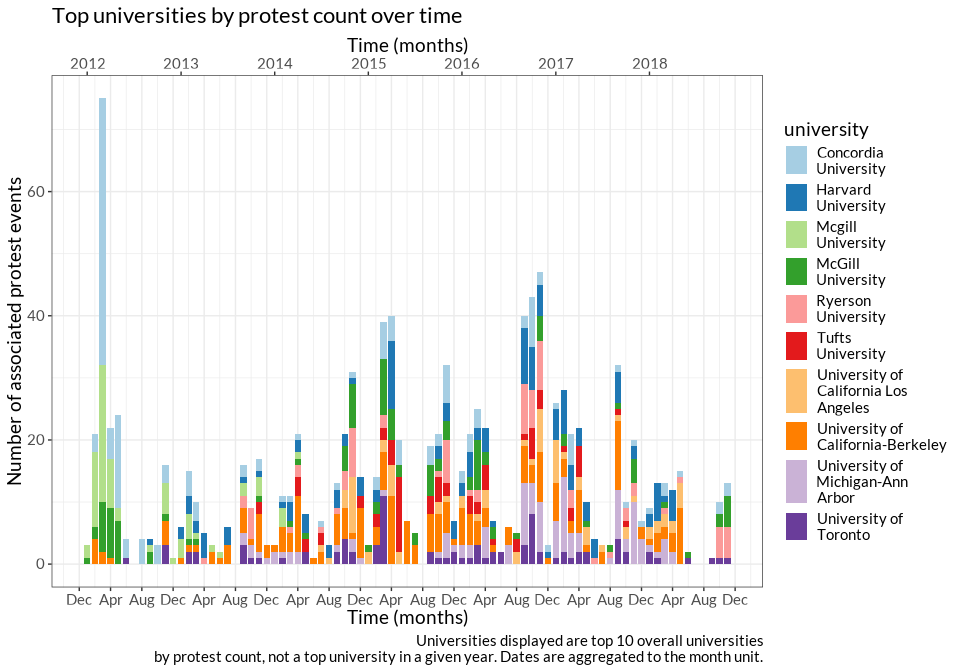 Top universities by protest count over time
Time (months)
2012 2013 2014 2015 2016 2017 2018
Number of associated protest events
60
40
20
0
Dec Apr Aug Dec Apr Aug Dec Apr Aug Dec Apr Aug Dec Apr Aug Dec Apr Aug Dec Apr Aug Dec
Time (months)
Universities displayed are top 10 overall universities
by protest count, not a top university in a given year. Dates are aggregated to the month unit.
university
Concordia
University
Harvard
University
Mcgill
University
McGill
University
Ryerson
University
Tufts
University
University of
California Los
Angeles
University of
California-Berkeley
University of
Michigan-Ann
Arbor
University of
Toronto